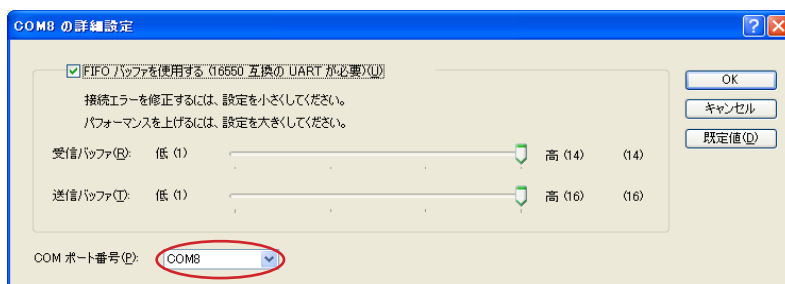 COM8 の詳細設定
FIFO バッファを使用する (16550 互換の UART が必要)(U)
接続エラーを修正するには、設定を小さくしてください。
パフォーマンスを上げるには、設定を大きくしてください。
受信バッファ(R): 低 (1) 高 (14) (14)
送信バッファ(T): 低 (1) 高 (16) (16)
COM ポート番号(P): COM8
OK
キャンセル
既定値(D)